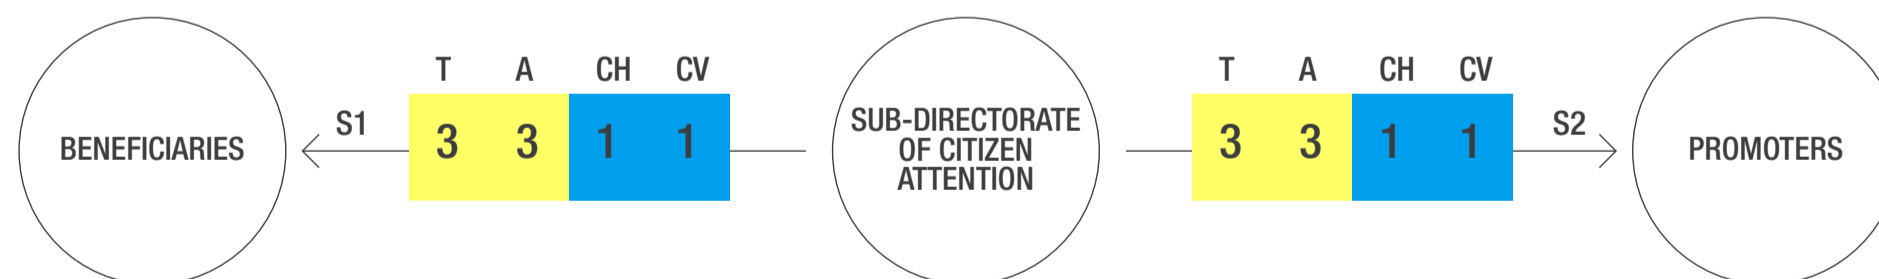 BENEFICIARIES
S1
T A CH CV
3 3 1 1
SUB-DIRECTORATE
OF CITIZEN
ATTENTION
T A CH CV
3 3 1 1
S2
PROMOTERS